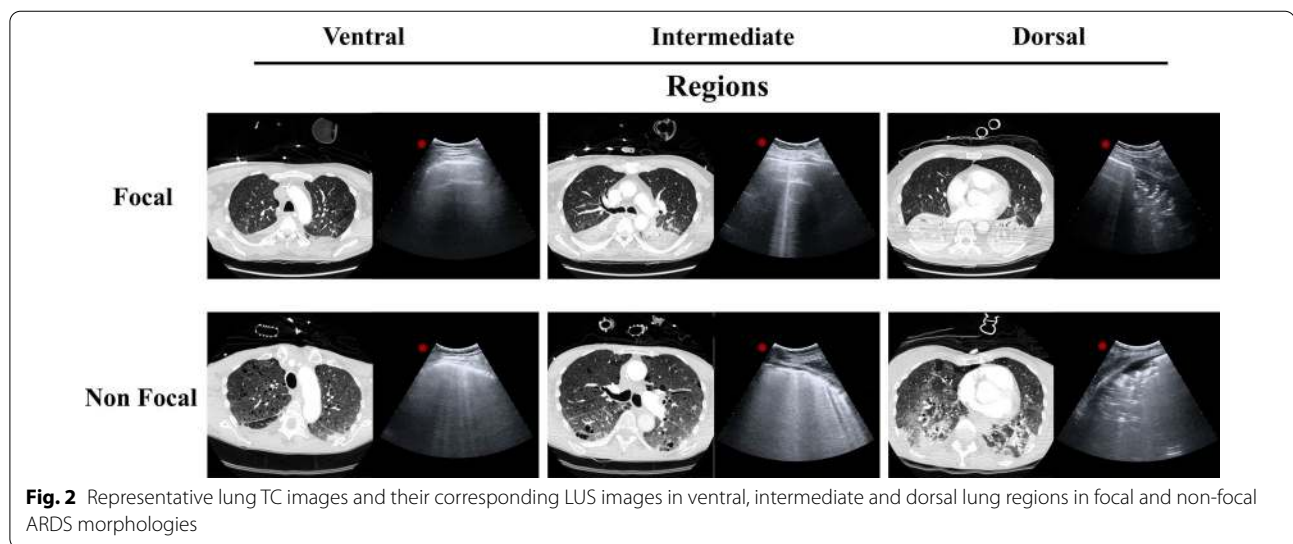 Ventral Intermediate Dorsal
Regions
Focal
Non Focal
Fig. 2 Representative lung TC images and their corresponding LUS images in ventral, intermediate and dorsal lung regions in focal and non-focal
ARDS morphologies